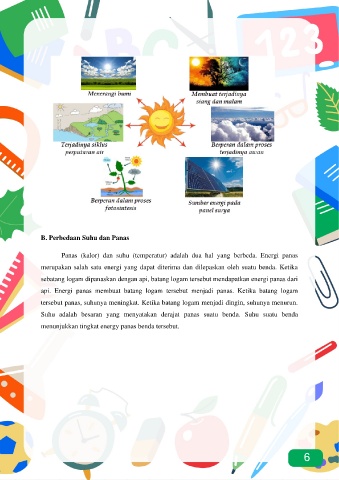 ABC
123
Menerangi bumi
Membuat terjadinya
siang dan malam
Terjadinya siklus
perputaran air
Berperan dalam proses
terjadinya awan
Berperan dalam proses
fotosintesis
Sumber energi pada
panel surya
B. Perbedaan Suhu dan Panas
Panas (kalor) dan suhu (temperatur) adalah dua hal yang berbeda. Energi panas
merupakan salah satu energi yang dapat diterima dan dilepaskan oleh suatu benda. Ketika
sebatang logam dipanaskan dengan api, batang logam tersebut mendapatkan energi panas dari
api. Energi panas membuat batang logam tersebut menjadi panas. Ketika batang logam
tersebut panas, suhunya meningkat. Ketika batang logam menjadi dingin, suhunya menurun.
Suhu adalah besaran yang menyatakan derajat panas suatu benda. Suhu suatu benda
menunjukkan tingkat energy panas benda tersebut.
6